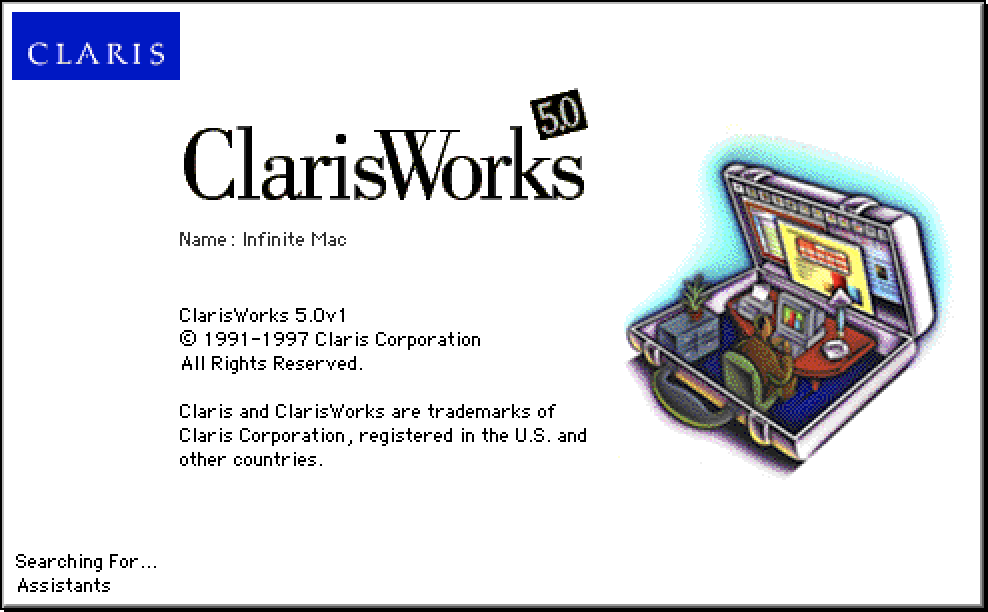 CLARIS
5.0
ClarisWorks
Name: Infinite Mac
ClarisWorks 5.0v1
© 1991-1997 Claris Corporation
All Rights Reserved.
Claris and ClarisWorks are trademarks of
Claris Corporation, registered in the U.S. and
other countries.
Searching For...
Assistants